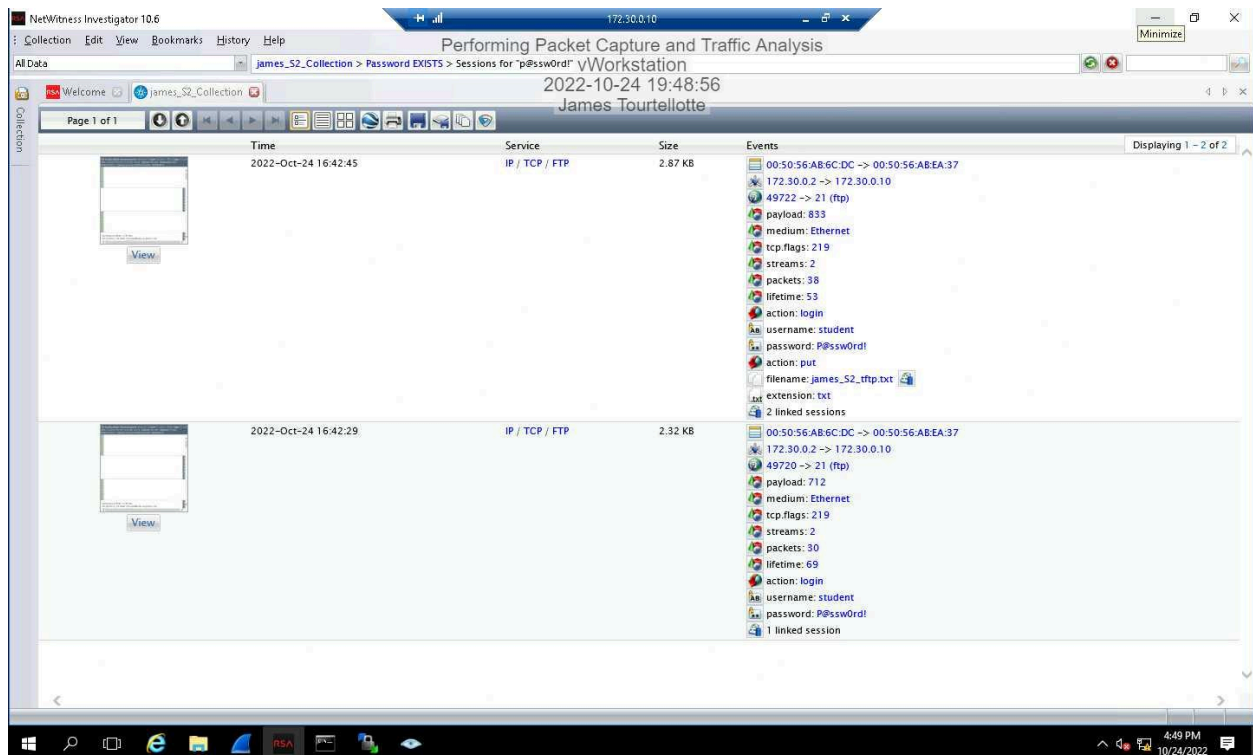 NetWitness Investigator 10.6
172.30.0.10
Minimize
Collection Edit View Bookmarks History Help
Performing Packet Capture and Traffic Analysis
All Data
james_S2_Collection > Password EXISTS > Sessions for "p@ssw0rd!"
vWorkstation
2022-10-24 19:48:56
James Tourtellotte
RSA Welcome
james_S2_Collection
Collection
Page 1 of 1
Time Service Size Events Displaying 1 - 2 of 2
2022-Oct-24 16:42:45 IP / TCP / FTP 2.87 KB 00:50:56:AB:6C:DC -> 00:50:56:AB:EA:37
172.30.0.2 -> 172.30.0.10
49722 -> 21 (ftp)
payload: 833
medium: Ethernet
tcp.flags: 219
streams: 2
packets: 38
lifetime: 53
action: login
username: student
password: P@ssw0rd!
action: put
filename: james_S2_tftp.txt
extension: txt
2 linked sessions
View
2022-Oct-24 16:42:29 IP / TCP / FTP 2.32 KB 00:50:56:AB:6C:DC -> 00:50:56:AB:EA:37
172.30.0.2 -> 172.30.0.10
49720 -> 21 (ftp)
payload: 712
medium: Ethernet
tcp.flags: 219
streams: 2
packets: 30
lifetime: 69
action: login
username: student
password: P@ssw0rd!
1 linked session
View
RSA
4:49 PM
10/24/2022